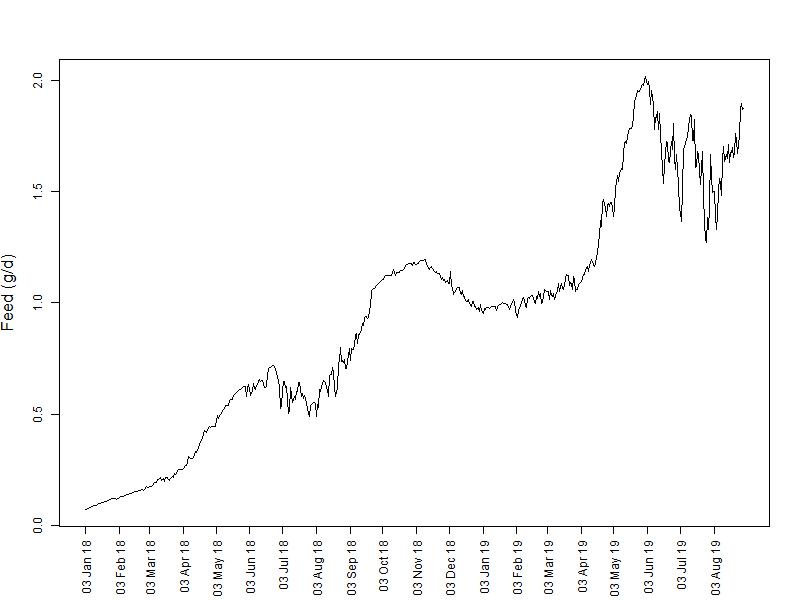 Feed (g/d)
2.0
1.5
1.0
0.5
0.0
03 Jan 18
03 Feb 18
03 Mar 18
03 Apr 18
03 May 18
03 Jun 18
03 Jul 18
03 Aug 18
03 Sep 18
03 Oct 18
03 Nov 18
03 Dec 18
03 Jan 19
03 Feb 19
03 Mar 19
03 Apr 19
03 May 19
03 Jun 19
03 Jul 19
03 Aug 19